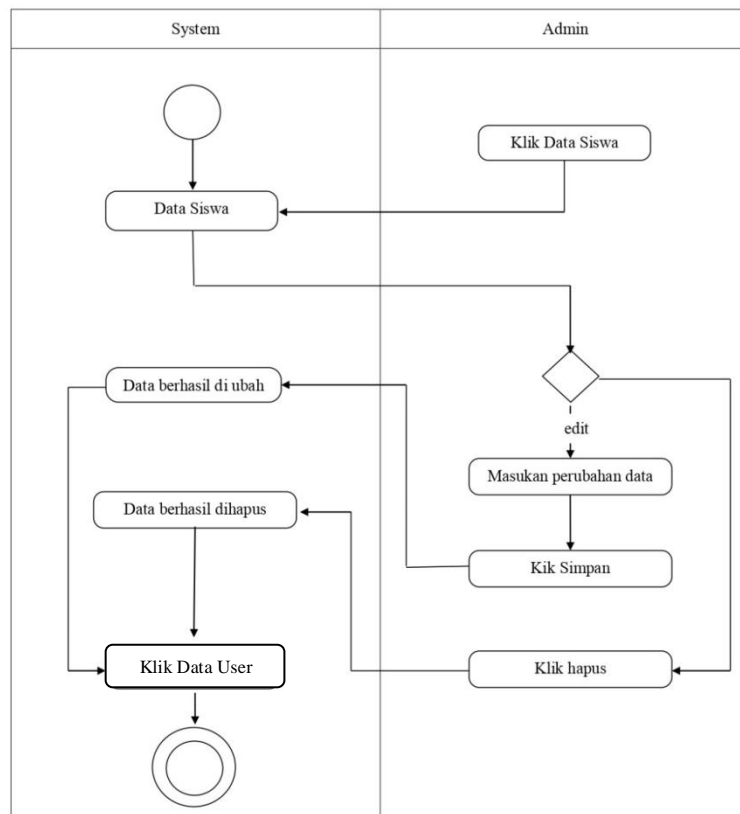 System
Admin
Klik Data Siswa
Data Siswa
Data berhasil di ubah
edit
Masukan perubahan data
Data berhasil dihapus
Kik Simpan
Klik Data User
Klik hapus